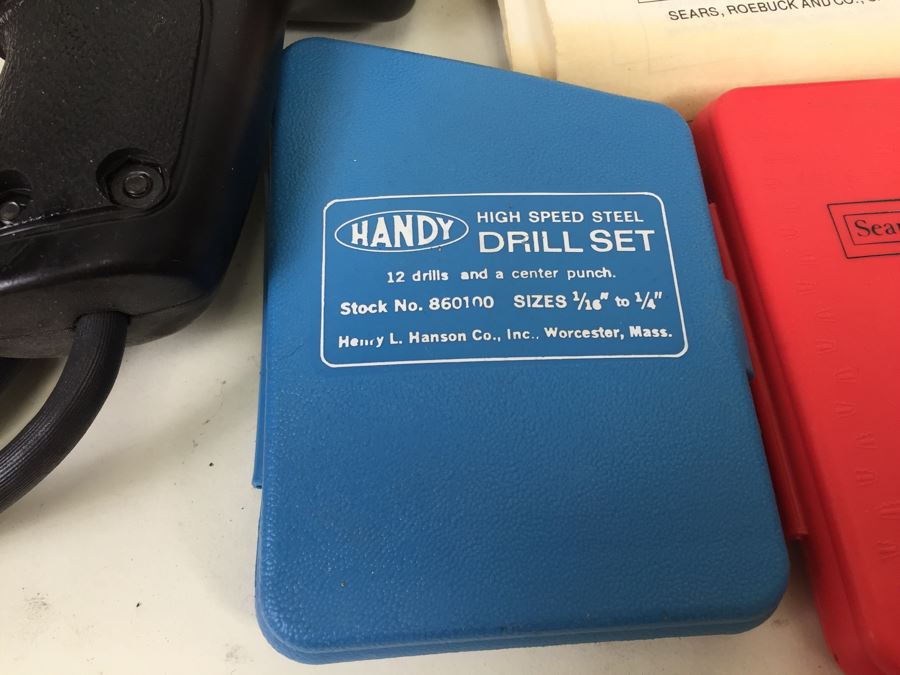 SEARS, ROEBUCK AND CO.,
HANDY
HIGH SPEED STEEL
DRILL SET
12 drills and a center punch.
Stock No. 860100 SIZES 1/16" to 1/4"
Henry L. Hanson Co., Inc., Worcester, Mass.